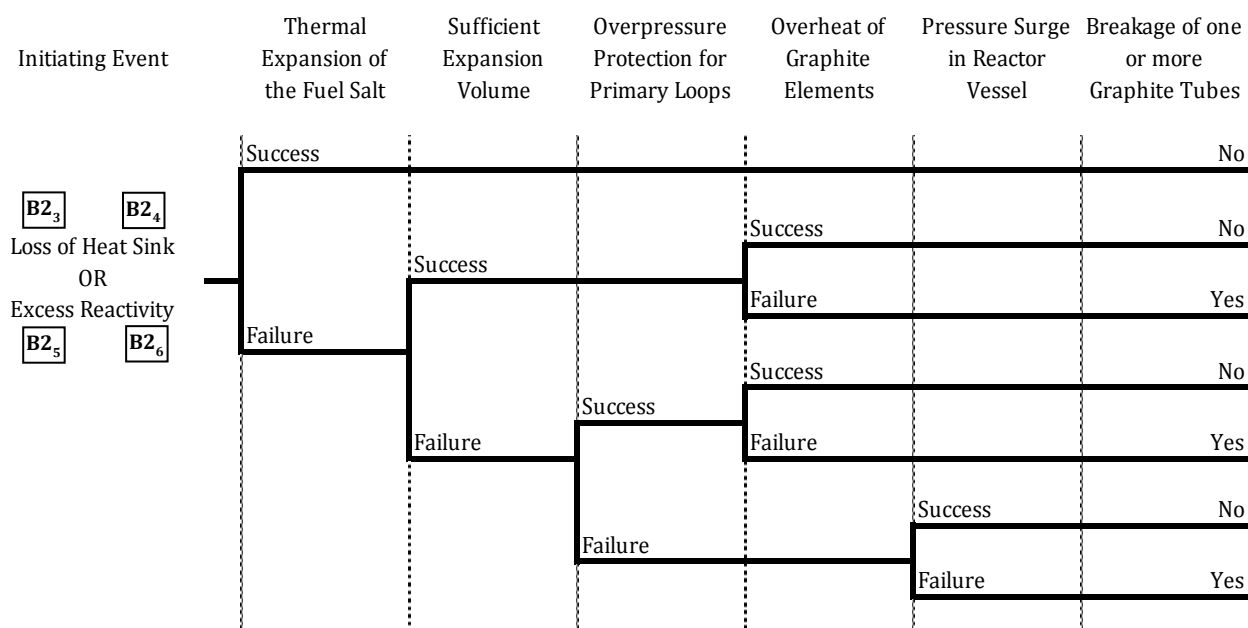 Initiating Event
Thermal
Expansion of
the Fuel Salt
Sufficient
Expansion
Volume
Overpressure
Protection for
Primary Loops
Overheat of
Graphite
Elements
Pressure Surge
in Reactor
Vessel
Breakage of one
or more
Graphite Tubes
Success
No
B2₃ B2₄
Loss of Heat Sink
OR
Excess Reactivity
B2₅ B2₆
Success
No
Success
Failure
Yes
Failure
Success
No
Success
Failure
Failure
Yes
Success
No
Failure
Failure
Yes